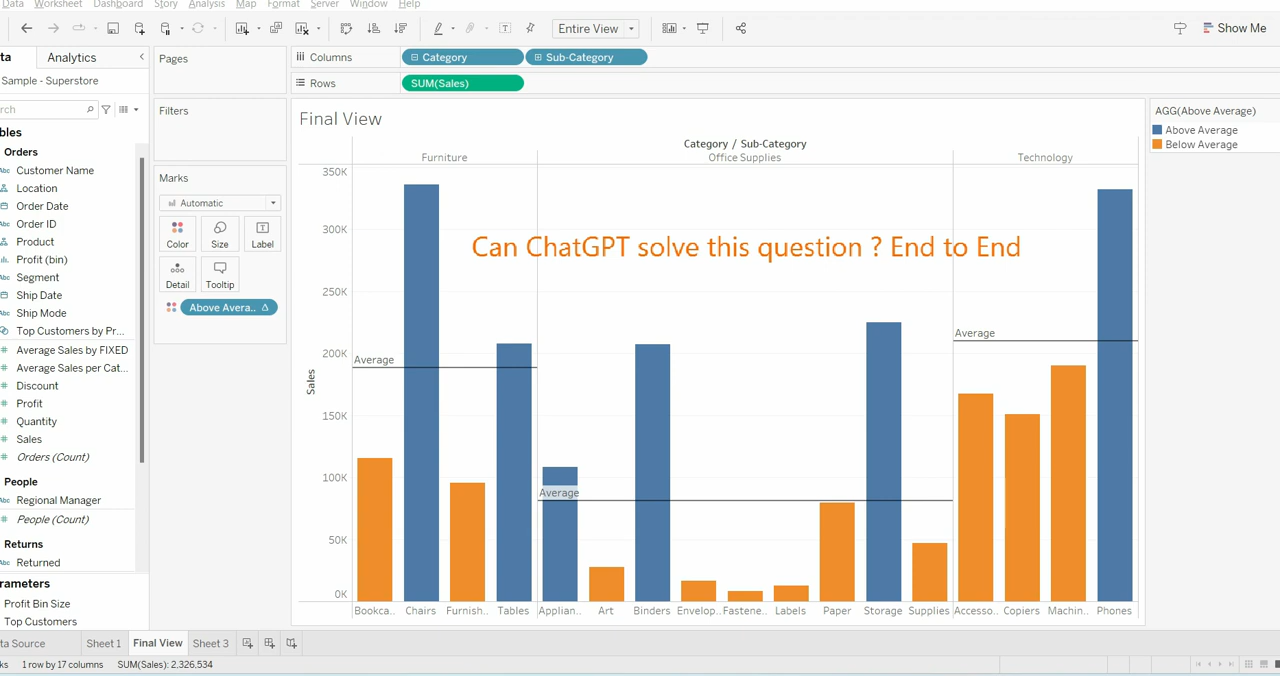 Data Worksheet Dashboard Story Analysis Map Format Server Window Help
Entire View
Show Me
ta Analytics
Sample - Superstore
rch
bles
Orders
Abc Customer Name
Location
Order Date
Abc Order ID
Product
Profit (bin)
Abc Segment
Ship Date
Abc Ship Mode
Top Customers by Pr...
Average Sales by FIXED
Average Sales per Cat...
Discount
Profit
Quantity
Sales
Orders (Count)
People
Abc Regional Manager
People (Count)
Returns
Abc Returned
rameters
Profit Bin Size
Top Customers
Pages
Filters
Marks
Automatic
Color Size Label
Detail Tooltip
Above Avera..
Columns Category Sub-Category
Rows SUM(Sales)
Final View
Category / Sub-Category
Furniture Office Supplies Technology
Can ChatGPT solve this question ? End to End
Sales
350K
300K
250K
200K
150K
100K
50K
0K
Average
Average
Average
Bookca.. Chairs Furnish.. Tables Applian.. Art Binders Envelop.. Fastene.. Labels Paper Storage Supplies Accesso.. Copiers Machin.. Phones
AGG(Above Average)
Above Average
Below Average
ta Source Sheet 1 Final View Sheet 3
ks 1 row by 17 columns SUM(Sales): 2,326,534